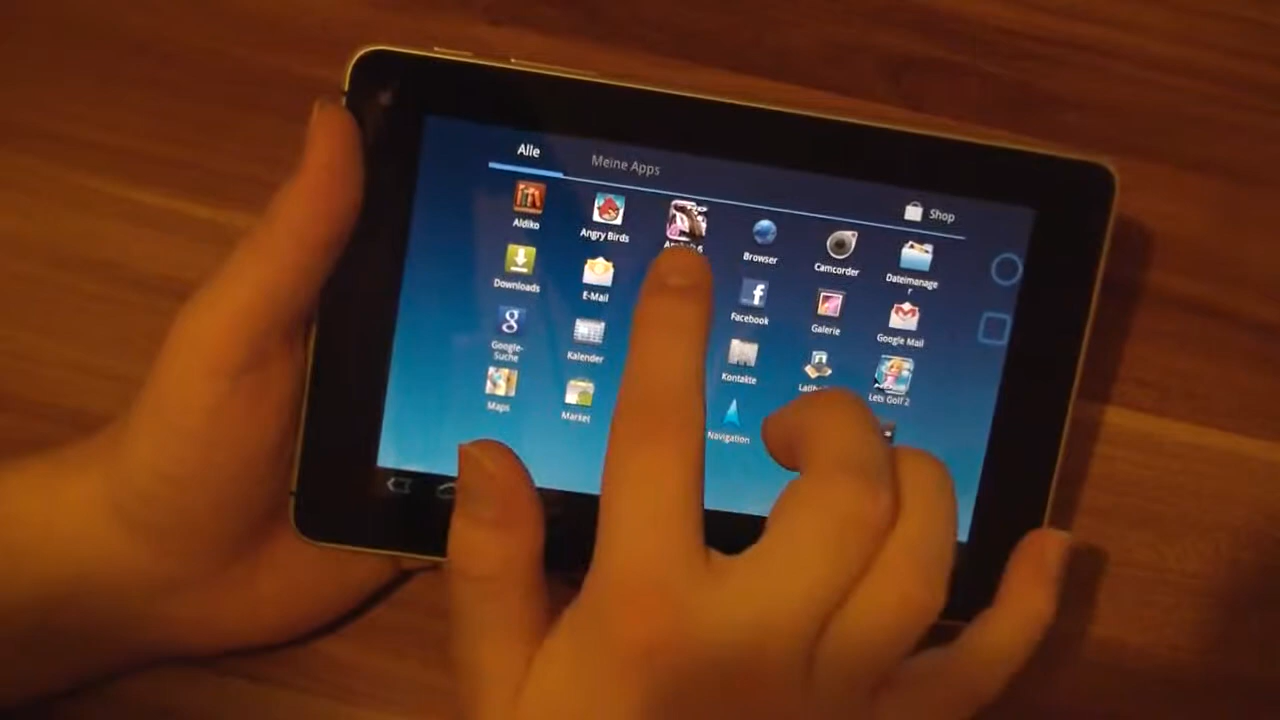 Alle
Meine Apps
Shop
Aldiko
Angry Birds
Browser
Camcorder
Dateimanage
r
Downloads
E-Mail
Facebook
Galerie
Google Mail
g
Google-
Suche
Kalender
Kontakte
Lets Golf 2
Maps
Market
Navigation